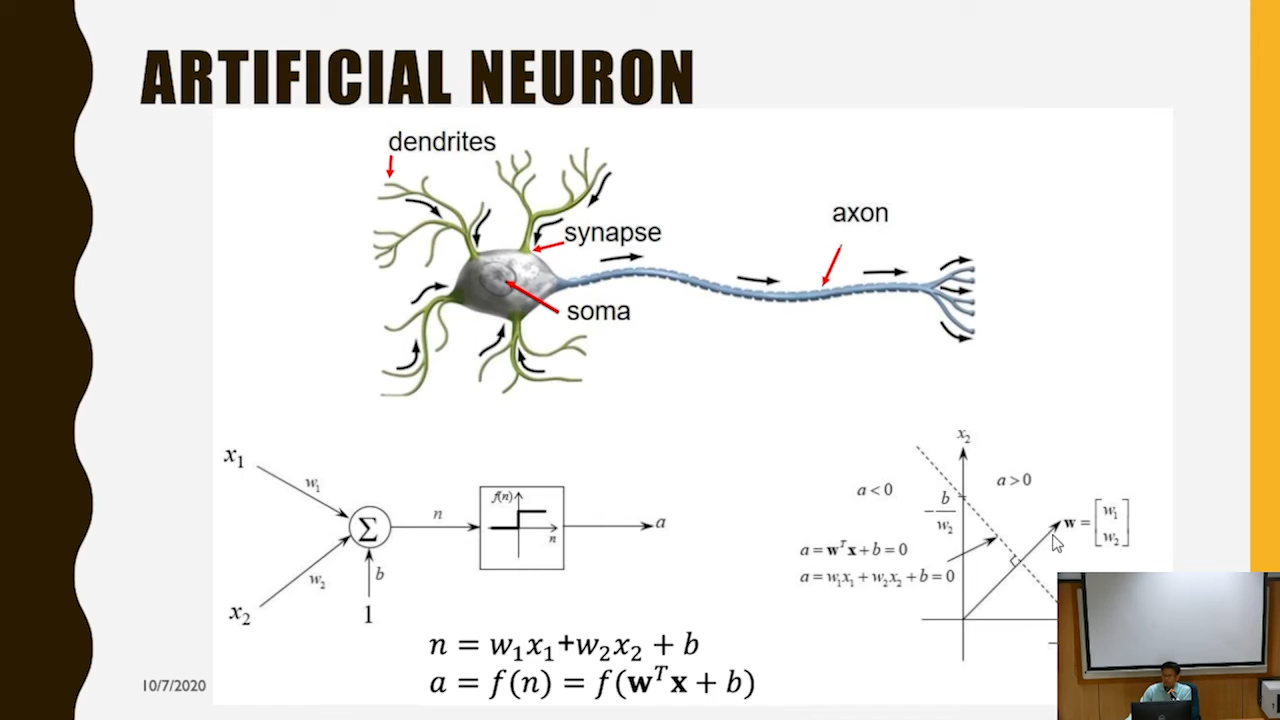 ARTIFICIAL NEURON
dendrites
synapse
axon
soma
x₁
w₁
x₂
w₂
Σ
b
1
n
f(n)
n
a
x₂
a<0
a>0
-b/w₂
w = [w₁ w₂]
a = wᵀx + b = 0
a = w₁x₁ + w₂x₂ + b = 0
n = w₁x₁+w₂x₂ + b
a = f(n) = f(wᵀx + b)
10/7/2020